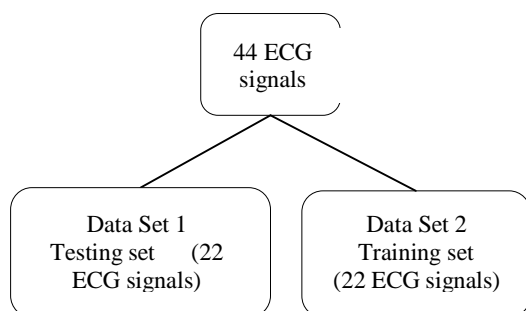 44 ECG
signals
Data Set 1
Testing set (22
ECG signals)
Data Set 2
Training set
(22 ECG signals)